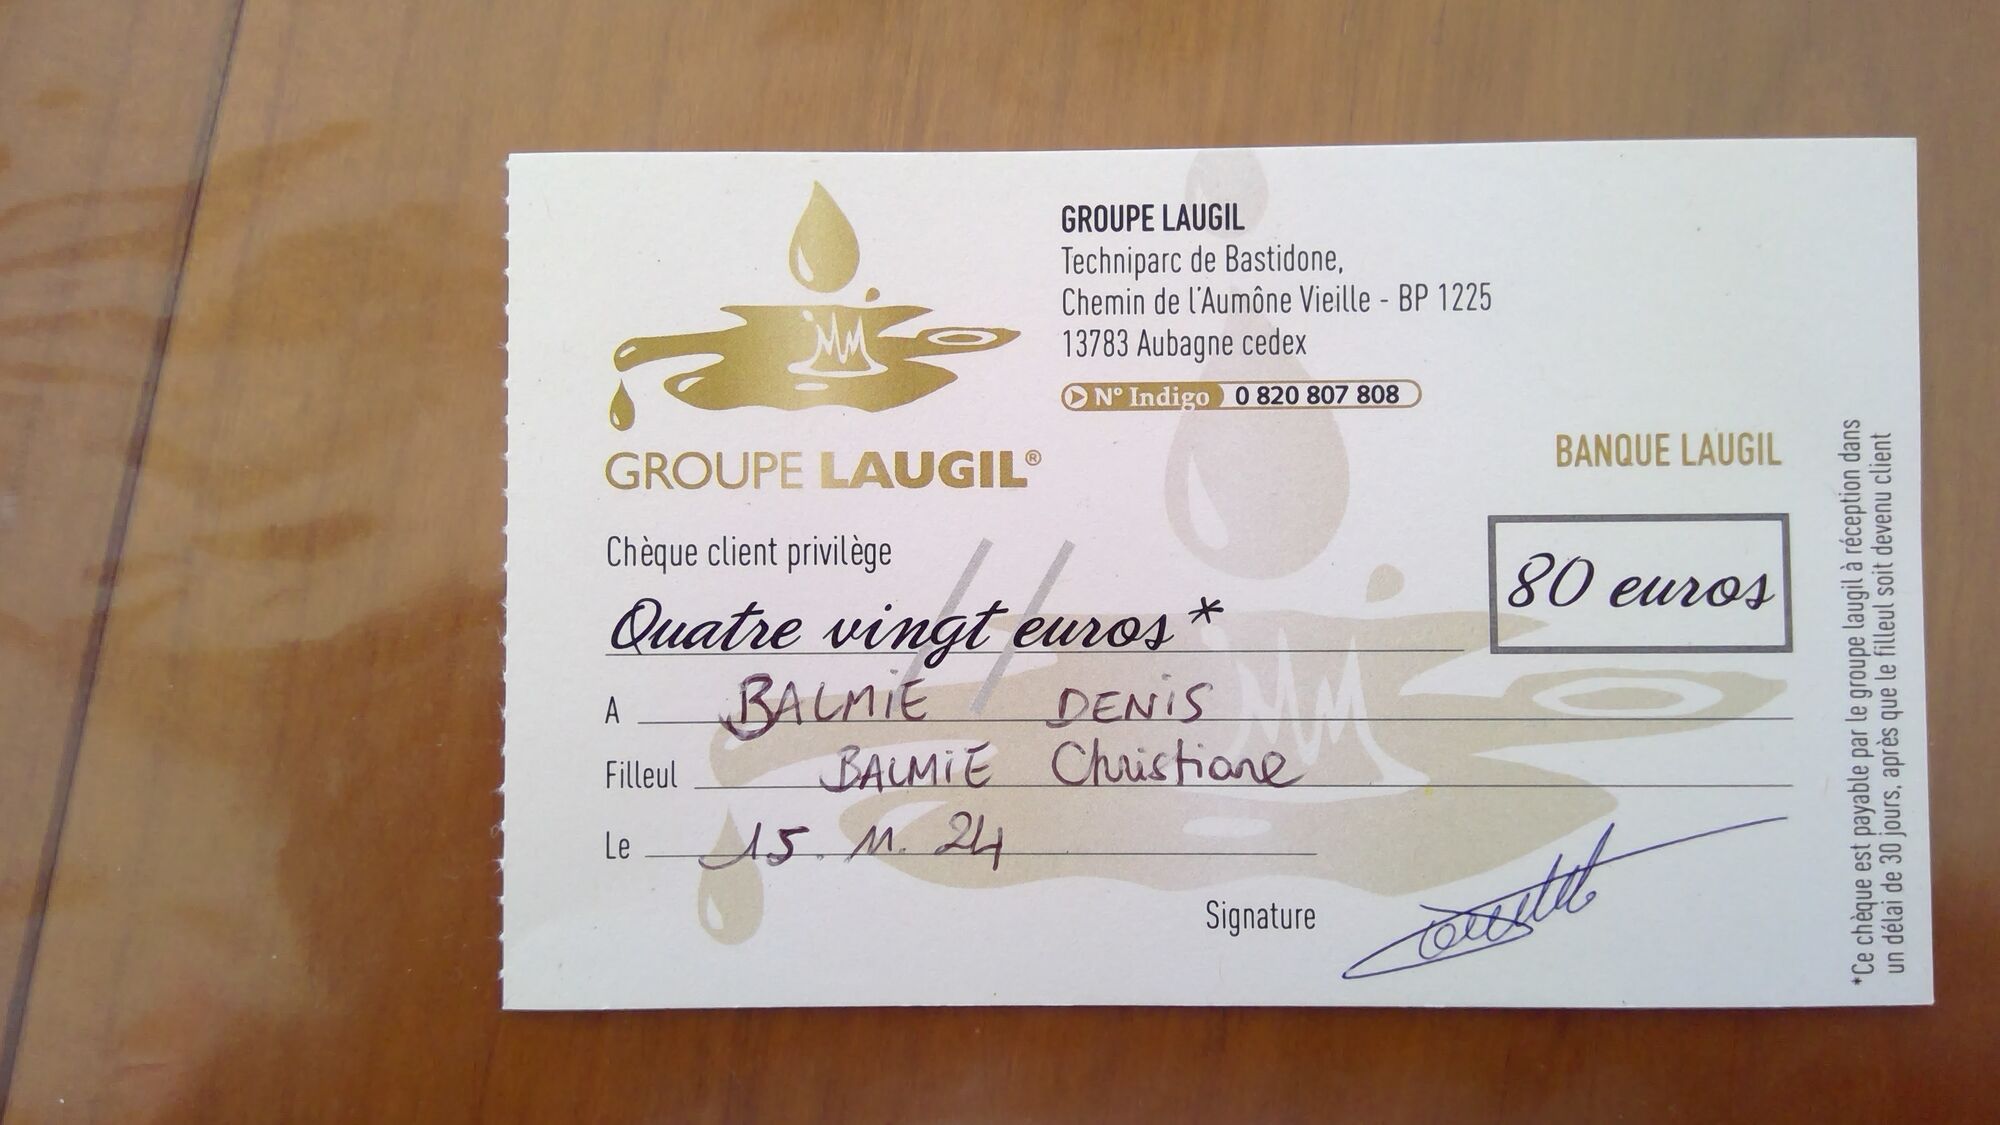 GROUPE LAUGIL
Techniparc de Bastidone,
Chemin de l'Aumône Vieille - BP 1225
13783 Aubagne cedex
N° Indigo 0 820 807 808
GROUPE LAUGIL®
BANQUE LAUGIL
Chèque client privilège
80 euros
Quatre vingt euros*
A BALMIE DENIS
Filleul BALMIE Christiane
Le 15. 11. 24
Signature
*Ce chèque est payable par le groupe laugil à réception dans
un délai de 30 jours, après que le filleul soit devenu client